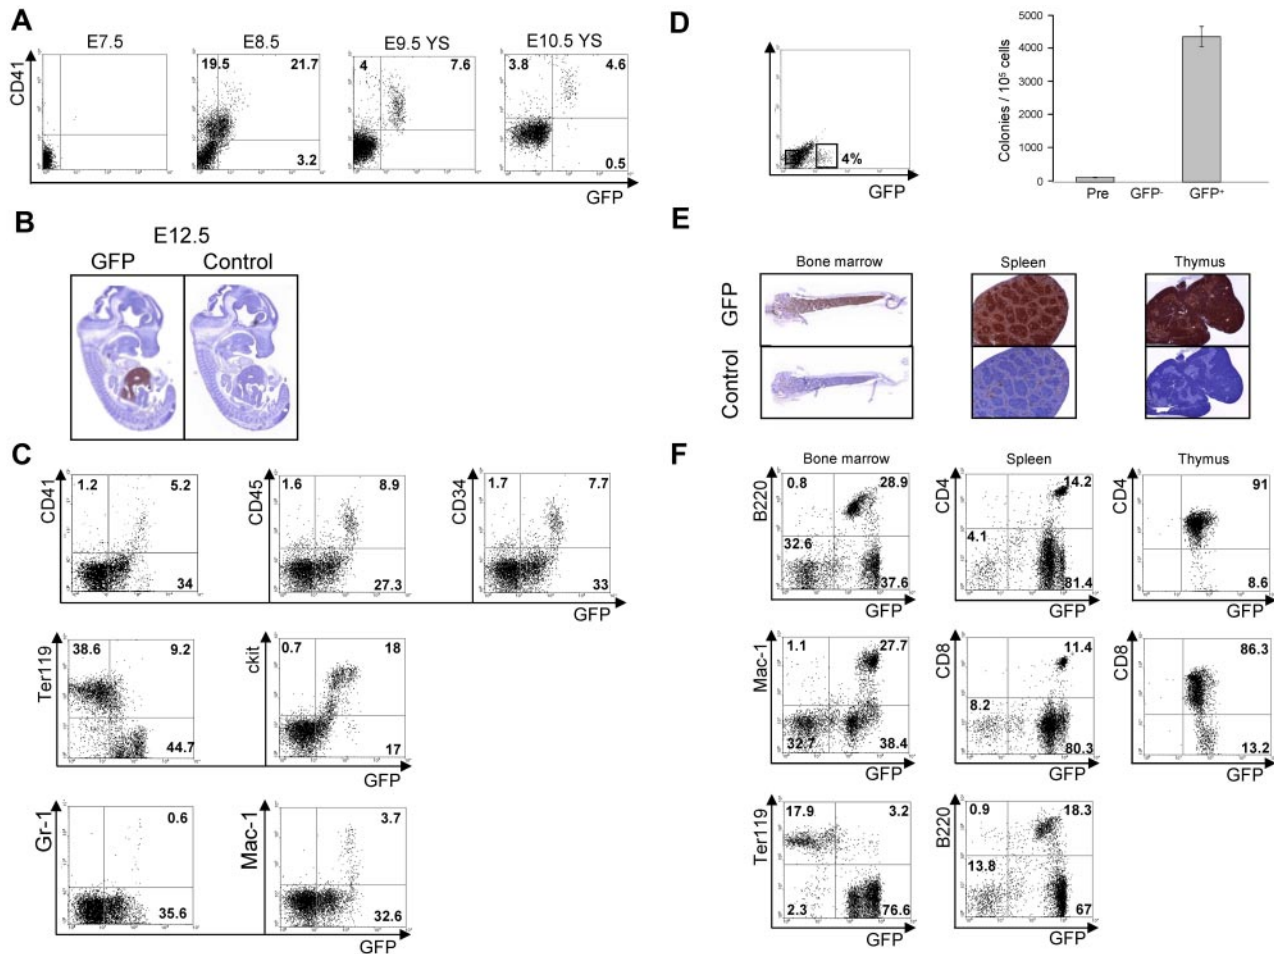 A
E7.5
E8.5
E9.5 YS
E10.5 YS
CD41
19.5
21.7
3.2
4
7.6
3.8
4.6
0.5
GFP
B
E12.5
GFP
Control
C
CD41
1.2
5.2
34
CD45
1.6
8.9
27.3
CD34
1.7
7.7
33
GFP
Ter119
38.6
9.2
44.7
ckit
0.7
18
17
GFP
Gr-1
0.6
35.6
Mac-1
3.7
32.6
GFP
D
4%
GFP
Colonies / 10⁵ cells
5000
4000
3000
2000
1000
0
Pre
GFP-
GFP+
E
Bone marrow
Spleen
Thymus
GFP
Control
F
Bone marrow
Spleen
Thymus
B220
0.8
28.9
32.6
37.6
GFP
CD4
14.2
4.1
81.4
GFP
CD4
91
8.6
GFP
Mac-1
1.1
27.7
32.7
38.4
GFP
CD8
11.4
8.2
80.3
GFP
CD8
86.3
13.2
GFP
Ter119
17.9
3.2
2.3
76.6
GFP
B220
0.9
18.3
13.8
67
GFP